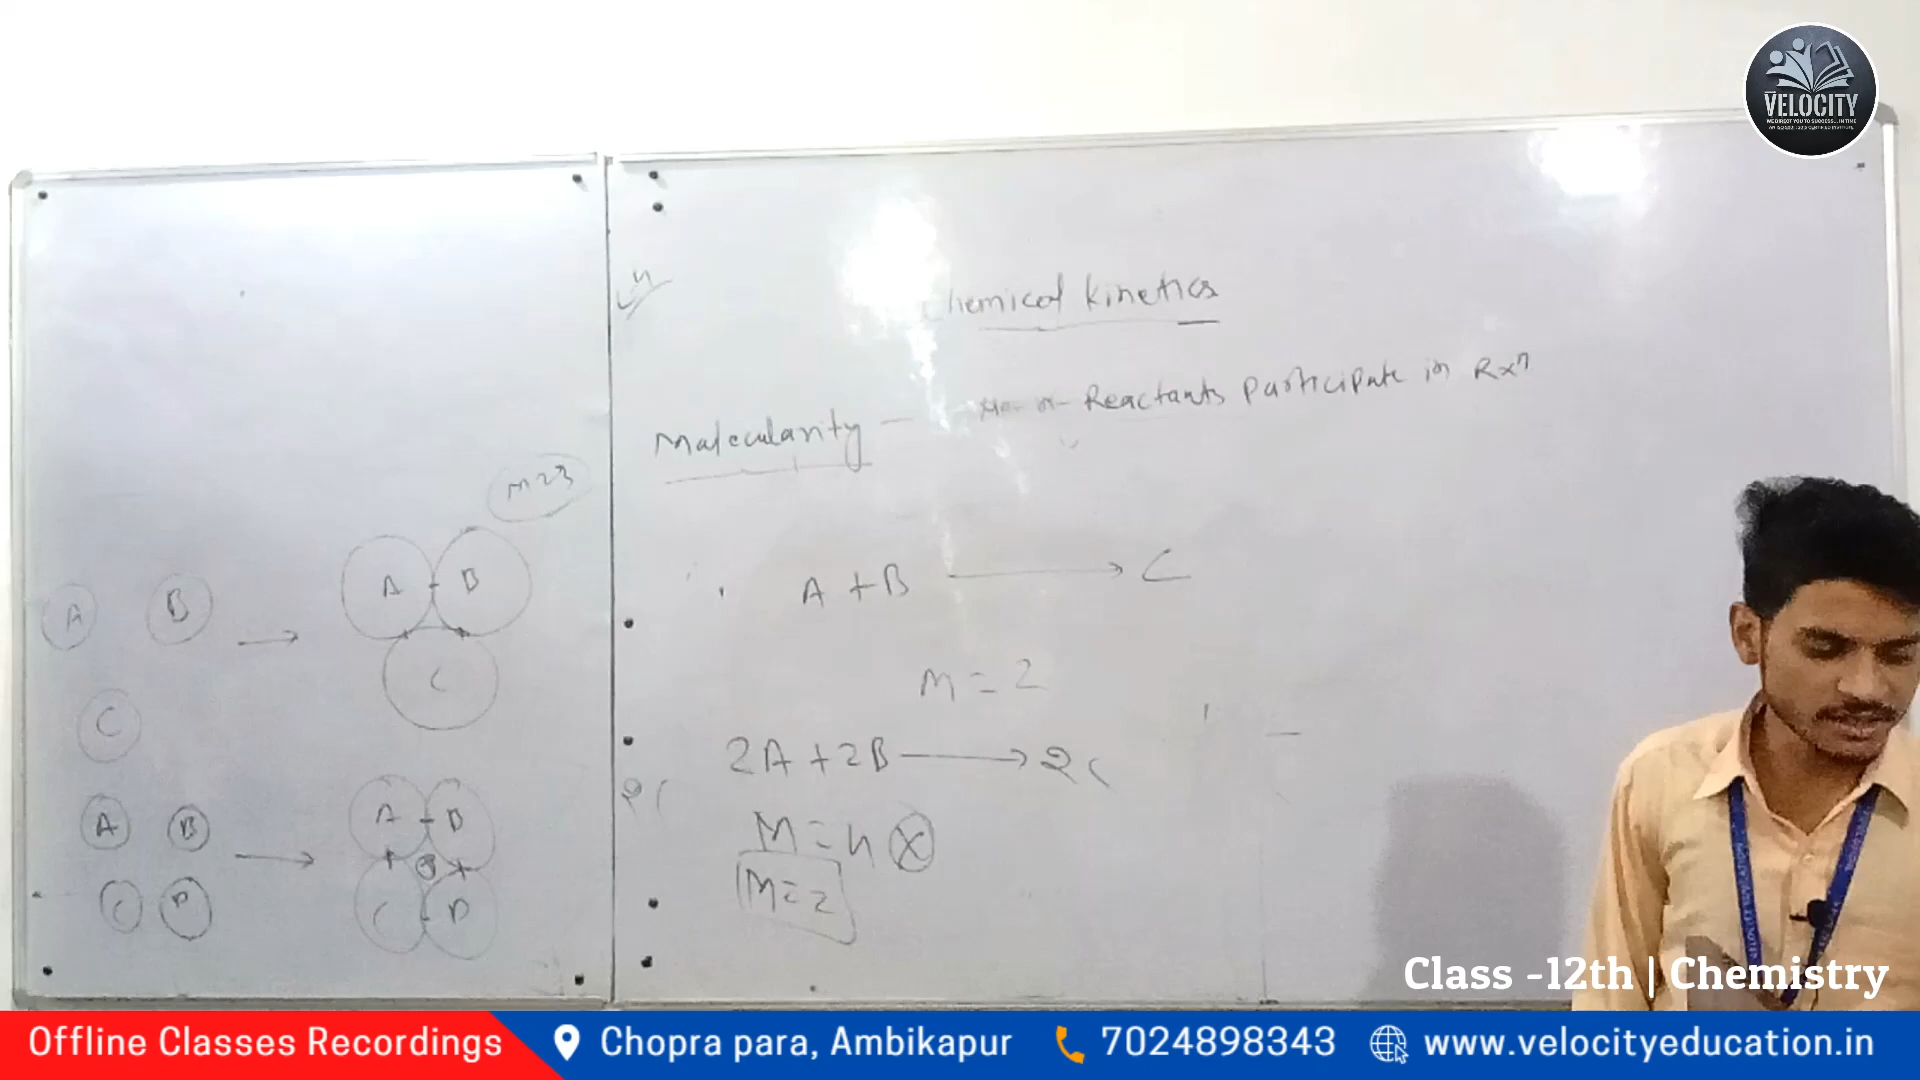 VELOCITY
Chemical Kinetics
Molecularity - Reactants Participate in Rxn
M=3
A B → A - B
C
C
A + B → C
M = 2
2A + 2B → 2C
M = 4 X
M = 2
A B → A - B
C D C - D
Class -12th | Chemistry
Offline Classes Recordings Chopra para, Ambikapur 7024898343 www.velocityeducation.in